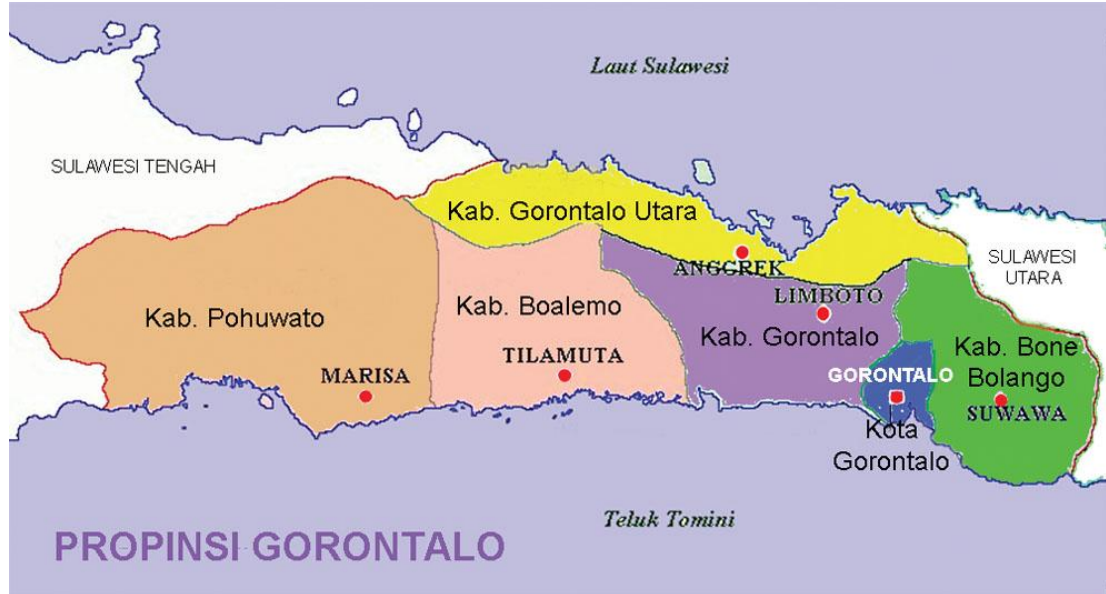 Laut Sulawesi
SULAWESI TENGAH
Kab. Gorontalo Utara
SULAWESI
UTARA
ANGGREK
LIMBOTO
Kab. Pohuwato
Kab. Boalemo
Kab. Gorontalo
Kab. Bone
Bolango
MARISA
TILAMUTA
GORONTALO
SUWAWA
Kota
Gorontalo
Teluk Tomini
PROPINSI GORONTALO